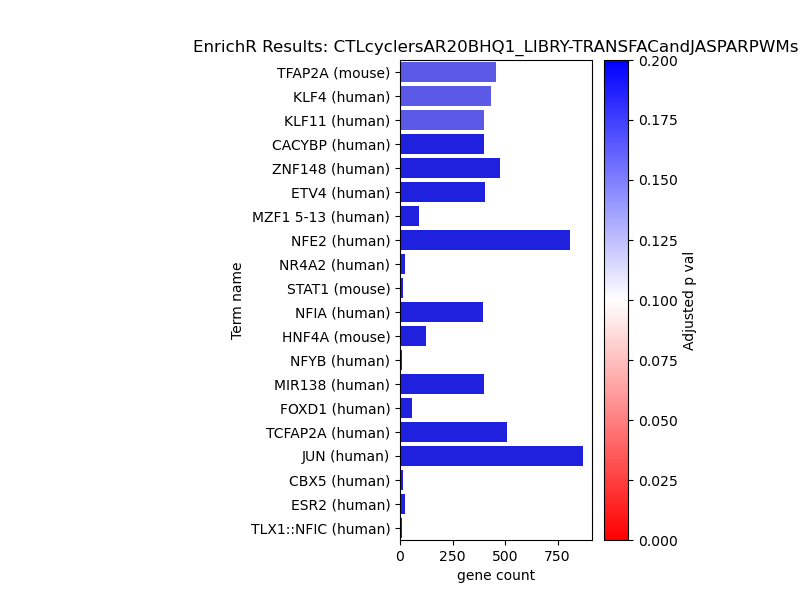 EnrichR Results: CTLcyclersAR20BHQ1_LIBRY-TRANSFACandJASPARPWMs
TFAP2A (mouse)
KLF4 (human)
KLF11 (human)
CACYBP (human)
ZNF148 (human)
ETV4 (human)
MZF1 5-13 (human)
NFE2 (human)
NR4A2 (human)
STAT1 (mouse)
NFIA (human)
HNF4A (mouse)
NFYB (human)
MIR138 (human)
FOXD1 (human)
TCFAP2A (human)
JUN (human)
CBX5 (human)
ESR2 (human)
TLX1::NFIC (human)
Term name
0 250 500 750
gene count
0.200
0.175
0.150
0.125
0.100
0.075
0.050
0.025
0.000
Adjusted p val